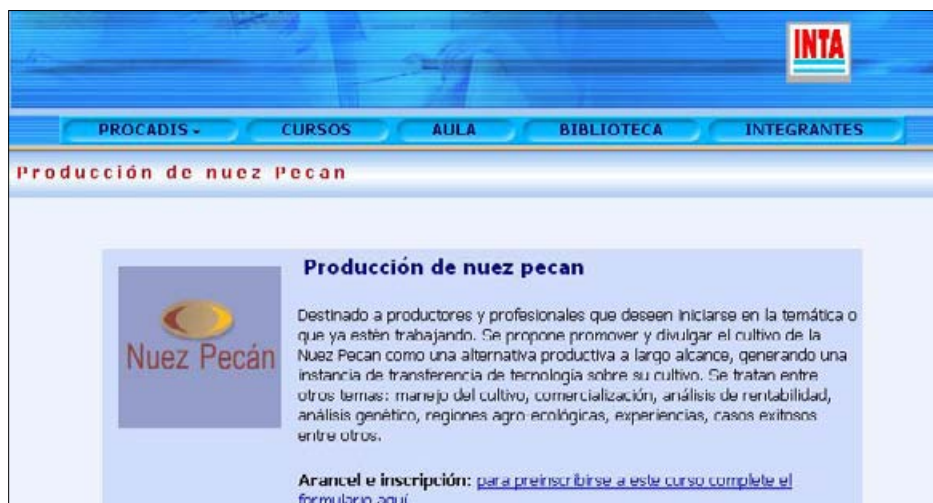 INTA
PROCADIS CURSOS AULA BIBLIOTECA INTEGRANTES
Producción de nuez Pecan
Producción de nuez pecan
Nuez Pecán
Destinado a productores y profesionales que deseen iniciarse en la temática o
que ya estén trabajando. Se propone promover y divulgar el cultivo de la
Nuez Pecan como una alternativa productiva a largo alcance, generando una
instancia de transferencia de tecnología sobre su cultivo. Se tratan entre
otros temas: manejo del cultivo, comercialización, análisis de rentabilidad,
análisis genético, regiones agro-ecológicas, experiencias, casos exitosos
entre otros.
Arancel e inscripción: para preinscribirse a este curso complete el
formulario aquí